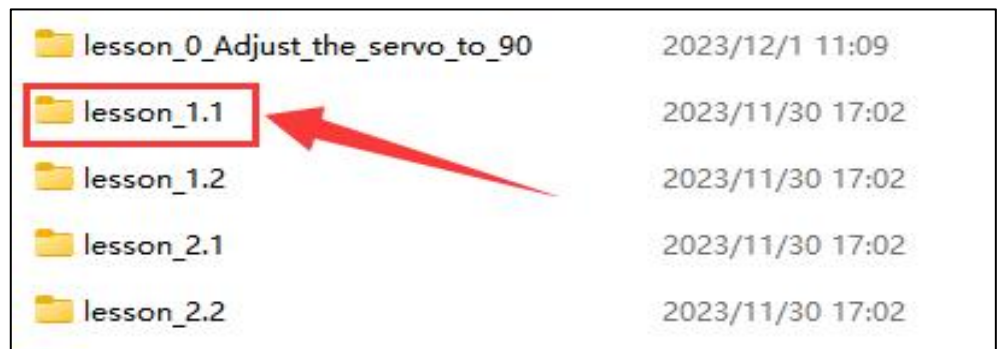 lesson_0_Adjust_the_servo_to_90 2023/12/1 11:09
lesson_1.1 2023/11/30 17:02
lesson_1.2 2023/11/30 17:02
lesson_2.1 2023/11/30 17:02
lesson_2.2 2023/11/30 17:02